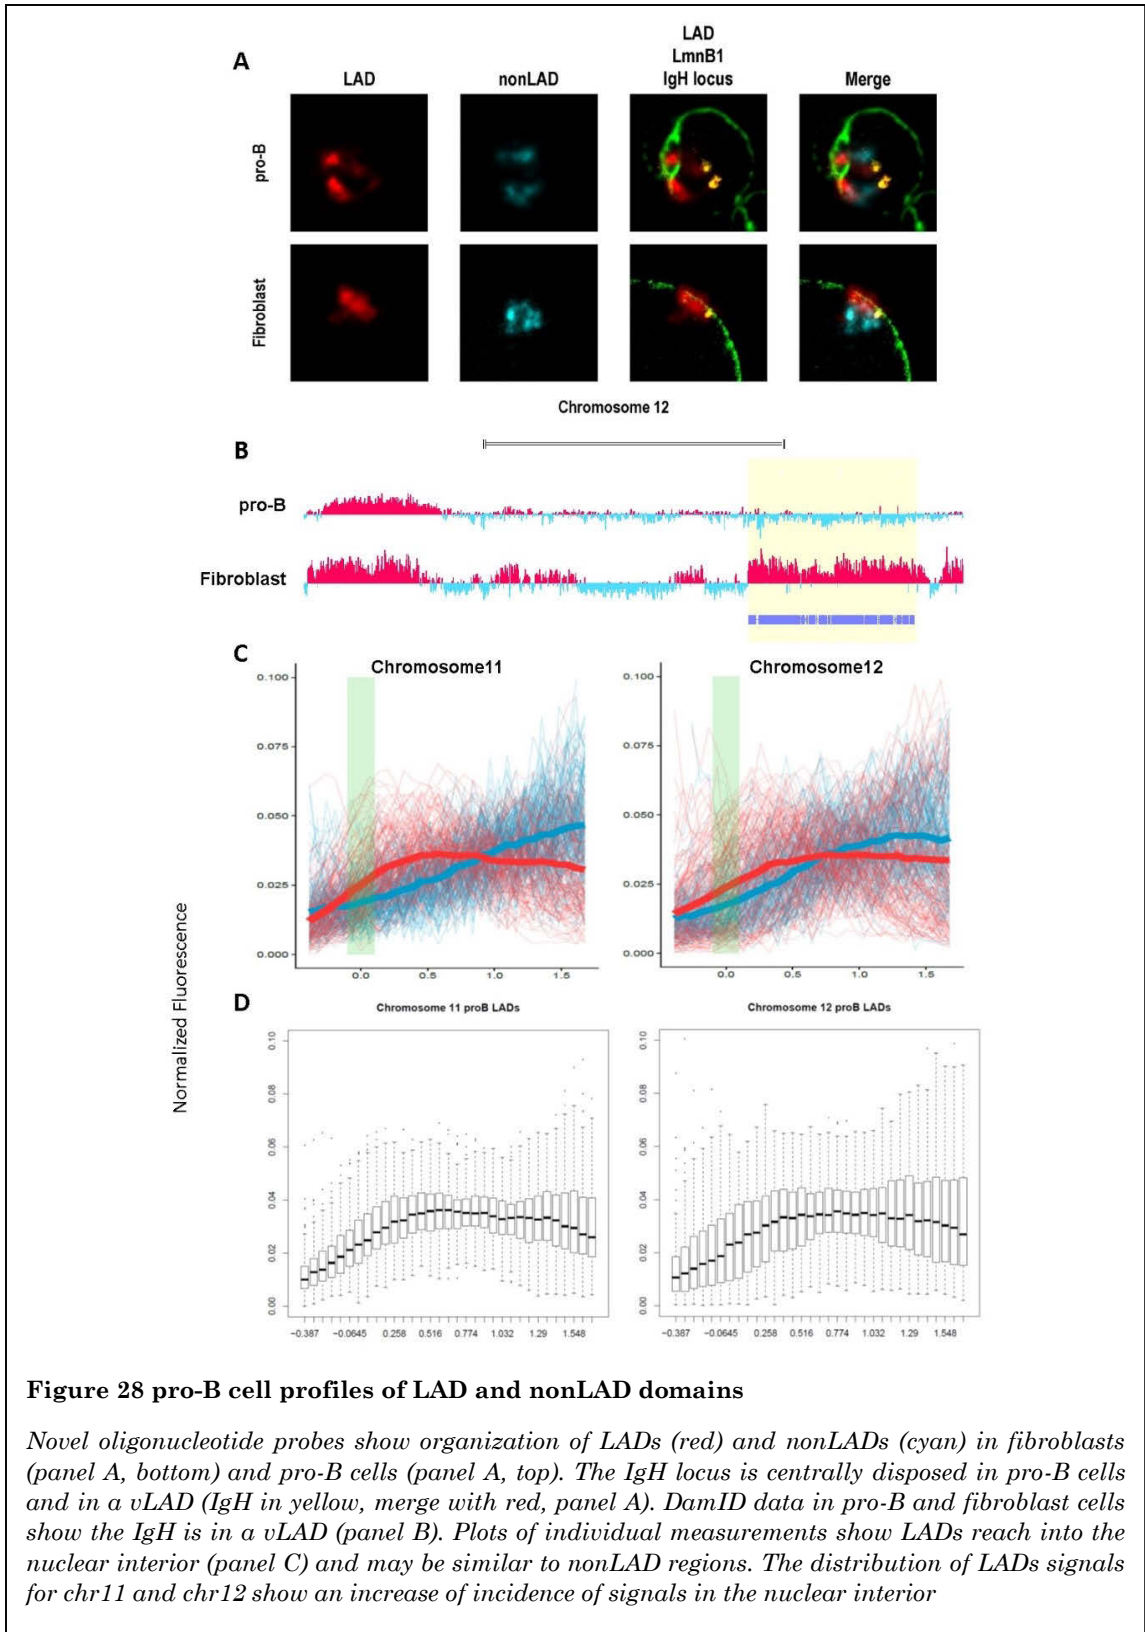 A
LAD
nonLAD
LAD
LmnB1
IgH locus
Merge
pro-B
Fibroblast
Chromosome 12
B
pro-B
Fibroblast
C
Chromosome11
Chromosome12
0.100
0.075
0.050
0.025
0.000
0.0 0.5 1.0 1.5
0.100
0.075
0.050
0.025
0.000
0.0 0.5 1.0 1.5
Normalized Fluorescence
D
Chromosome 11 proB LADs
Chromosome 12 proB LADs
0.10
0.08
0.06
0.04
0.02
0.00
-0.387 -0.0645 0.258 0.516 0.774 1.032 1.29 1.548
0.10
0.08
0.06
0.04
0.02
0.00
-0.387 -0.0645 0.258 0.516 0.774 1.032 1.29 1.548
Figure 28 pro-B cell profiles of LAD and nonLAD domains
Novel oligonucleotide probes show organization of LADs (red) and nonLADs (cyan) in fibroblasts
(panel A, bottom) and pro-B cells (panel A, top). The IgH locus is centrally disposed in pro-B cells
and in a vLAD (IgH in yellow, merge with red, panel A). DamID data in pro-B and fibroblast cells
show the IgH is in a vLAD (panel B). Plots of individual measurements show LADs reach into the
nuclear interior (panel C) and may be similar to nonLAD regions. The distribution of LADs signals
for chr11 and chr12 show an increase of incidence of signals in the nuclear interior